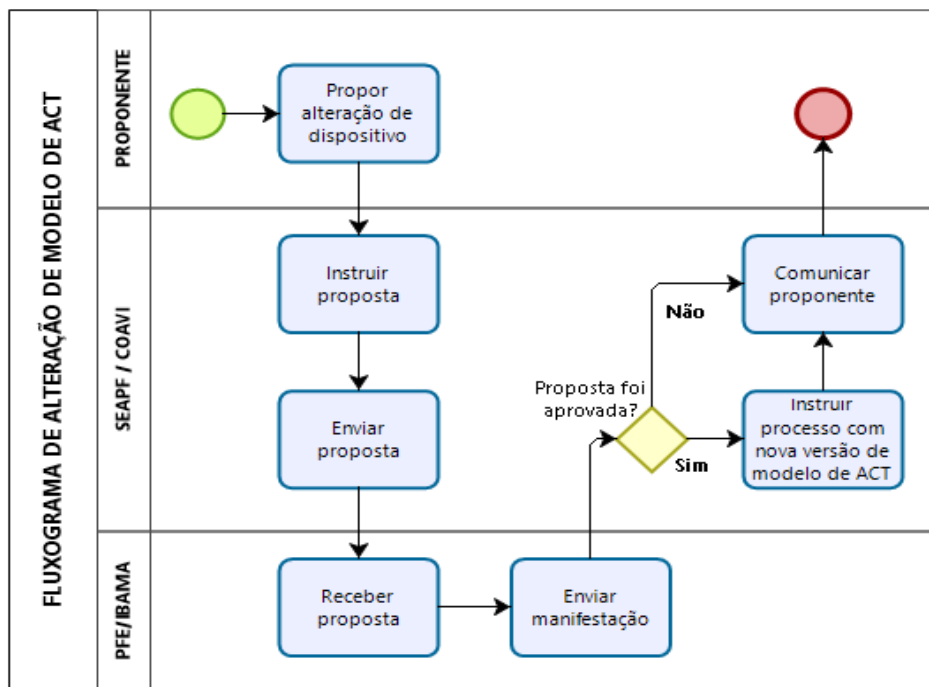 FLUXOGRAMA DE ALTERAÇÃO DE MODELO DE ACT
PROPONENTE
Propor
alteração de
dispositivo
SEAPF / COAVI
Instruir
proposta
Comunicar
proponente
Não
Enviar
proposta
Proposta foi
aprovada?
Sim
Instruir
processo com
nova versão de
modelo de ACT
PFE/IBAMA
Receber
proposta
Enviar
manifestação